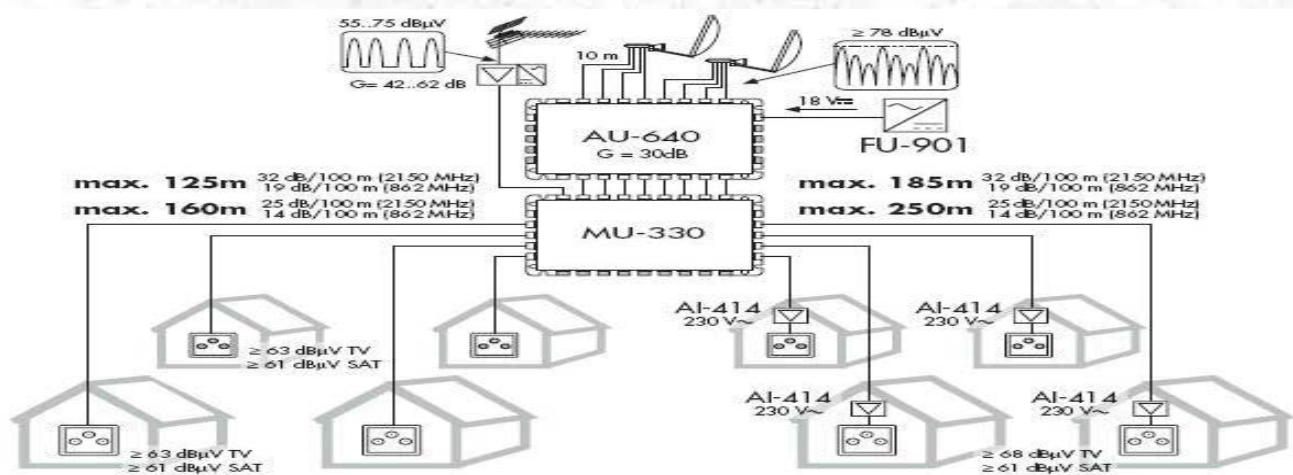 55..75 dBµV
G= 42..62 dB
10 m
≥ 78 dBµV
18 V
FU-901
AU-640
G = 30dB
max. 125m 32 dB/100 m (2150 MHz)
19 dB/100 m (862 MHz)
max. 160m 25 dB/100 m (2150 MHz)
14 dB/100 m (862 MHz)
max. 185m 32 dB/100 m (2150 MHz)
19 dB/100 m (862 MHz)
max. 250m 25 dB/100 m (2150 MHz)
14 dB/100 m (862 MHz)
MU-330
AI-414
230 V~
AI-414
230 V~
≥ 63 dBµV TV
≥ 61 dBµV SAT
AI-414
230 V~
AI-414
230 V~
≥ 63 dBµV TV
≥ 61 dBµV SAT
≥ 68 dBµV TV
≥ 61 dBµV SAT